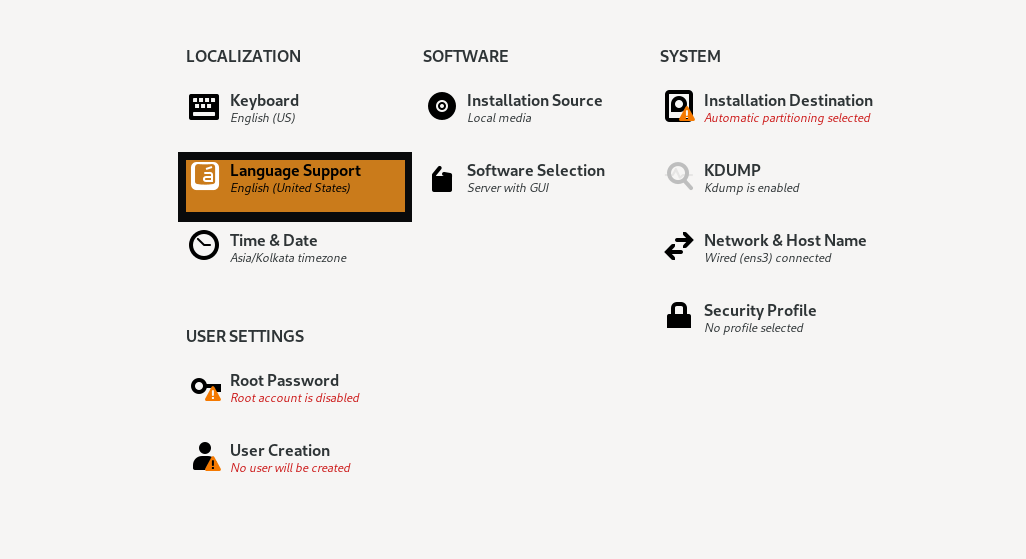 LOCALIZATION
Keyboard
English (US)
Language Support
English (United States)
Time & Date
Asia/Kolkata timezone
USER SETTINGS
Root Password
Root account is disabled
User Creation
No user will be created
SOFTWARE
Installation Source
Local media
Software Selection
Server with GUI
SYSTEM
Installation Destination
Automatic partitioning selected
KDUMP
Kdump is enabled
Network & Host Name
Wired (ens3) connected
Security Profile
No profile selected